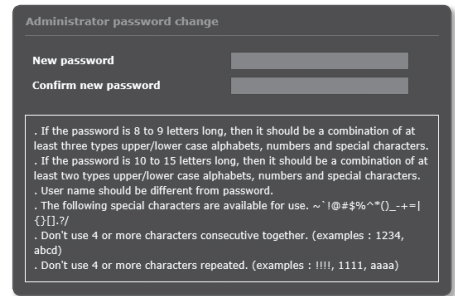 Administrator password change
New password
Confirm new password
. If the password is 8 to 9 letters long, then it should be a combination of at
least three types upper/lower case alphabets, numbers and special characters.
. If the password is 10 to 15 letters long, then it should be a combination of at
least two types upper/lower case alphabets, numbers and special characters.
. User name should be different from password.
. The following special characters are available for use. ~`!@#$%^*()_-+=|
{}[].?/
. Don't use 4 or more characters consecutive together. (examples : 1234,
abcd)
. Don't use 4 or more characters repeated. (examples : !!!!, 1111, aaaa)